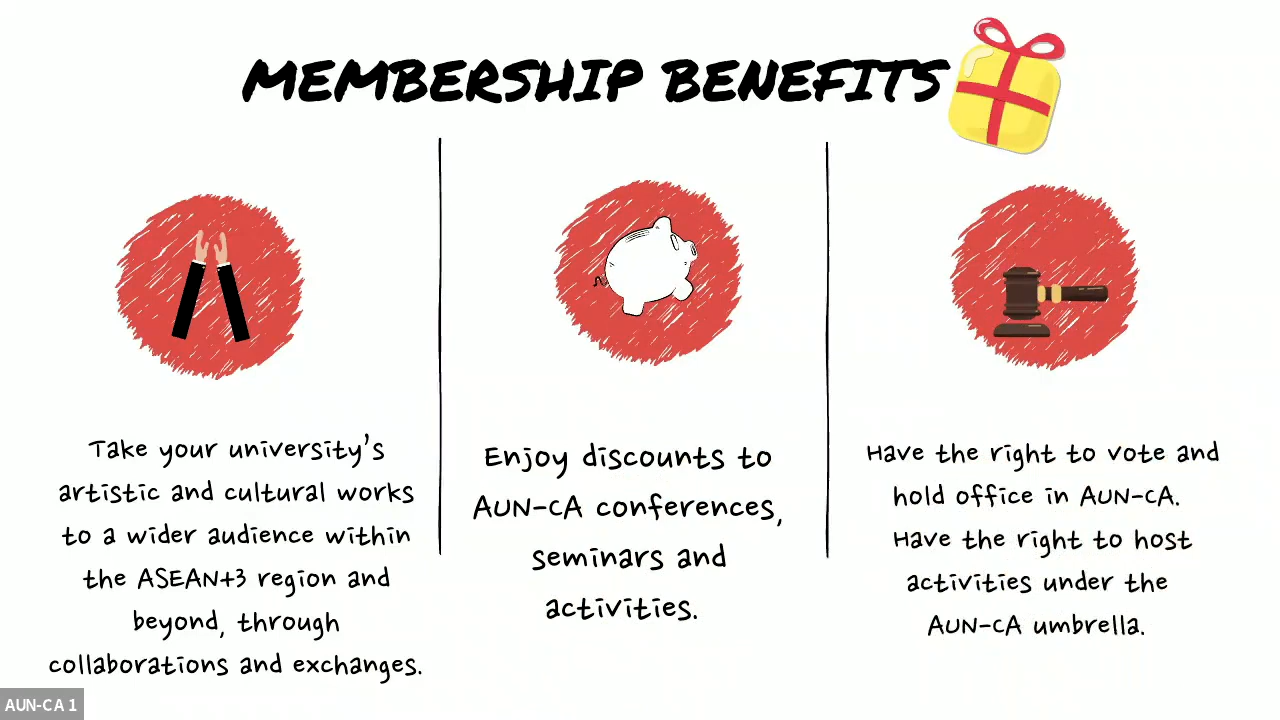 MEMBERSHIP BENEFITS
Take your university's
artistic and cultural works
to a wider audience within
the ASEAN+3 region and
beyond, through
collaborations and exchanges.
Enjoy discounts to
AUN-CA conferences,
seminars and
activities.
Have the right to vote and
hold office in AUN-CA.
Have the right to host
activities under the
AUN-CA umbrella.
AUN-CA 1